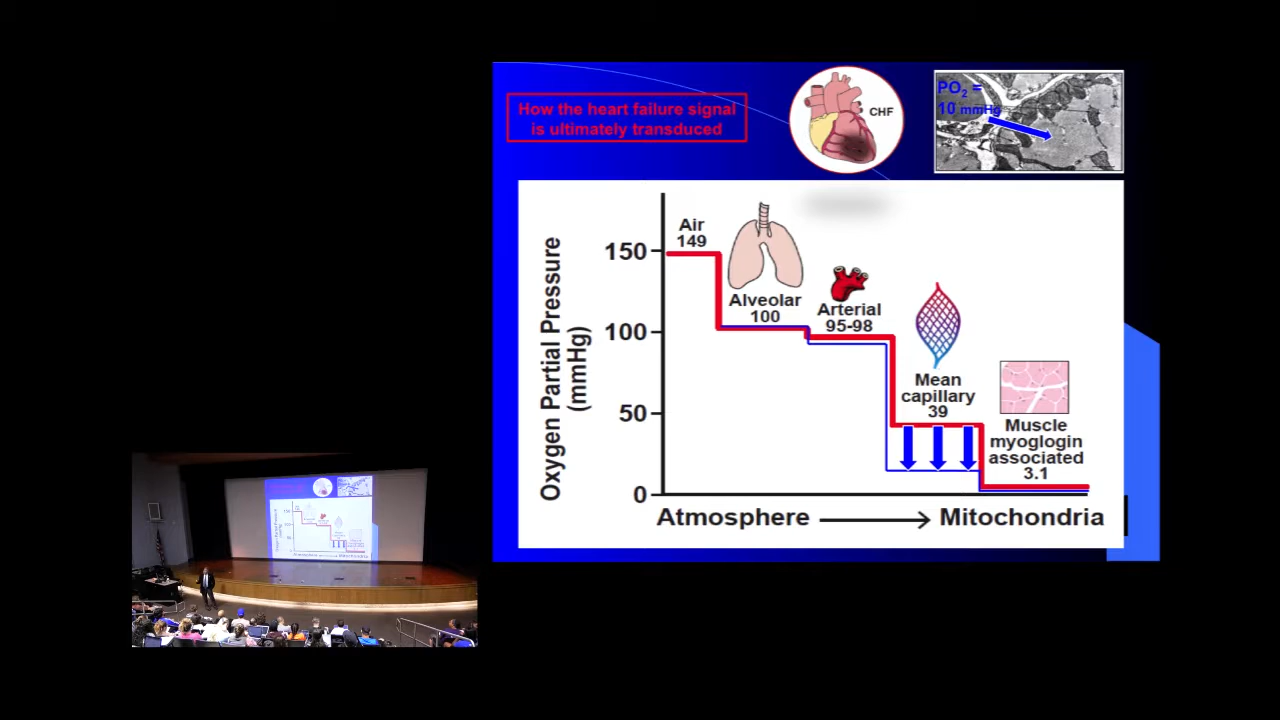 How the heart failure signal
is ultimately transduced
CHF
PO2 =
10 mmHg
Oxygen Partial Pressure
(mmHg)
150
100
50
0
Air
149
Alveolar
100
Arterial
95-98
Mean
capillary
39
Muscle
myoglogin
associated
3.1
Atmosphere
Mitochondria